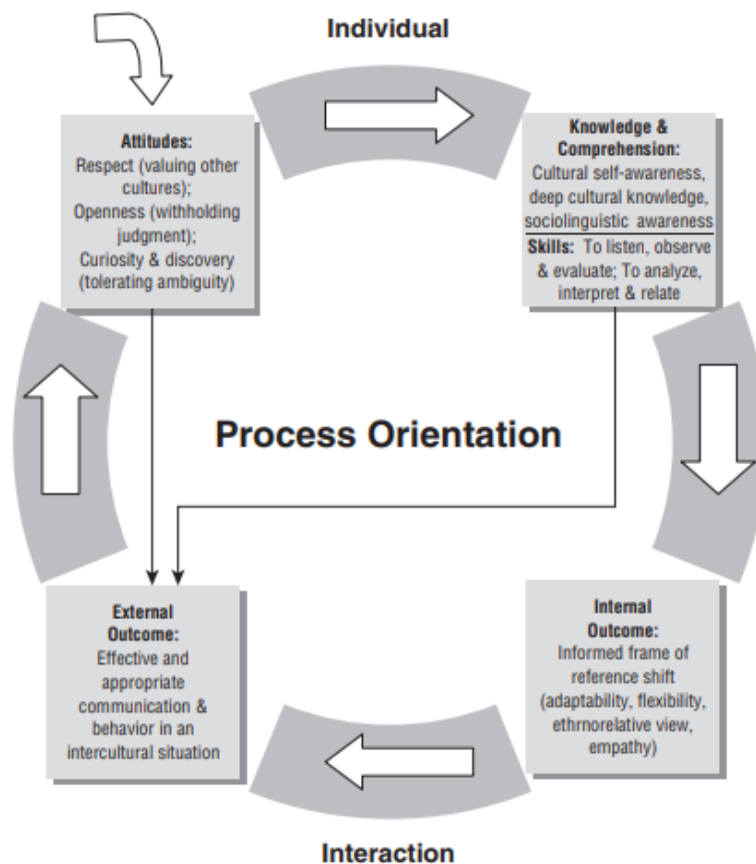 Individual
Attitudes:
Respect (valuing other
cultures);
Openness (withholding
judgment);
Curiosity & discovery
(tolerating ambiguity)
Knowledge &
Comprehension:
Cultural self-awareness,
deep cultural knowledge,
sociolinguistic awareness
Skills: To listen, observe
& evaluate; To analyze,
interpret & relate
Process Orientation
External
Outcome:
Effective and
appropriate
communication &
behavior in an
intercultural situation
Internal
Outcome:
Informed frame of
reference shift
(adaptability, flexibility,
ethrnorelative view,
empathy)
Interaction